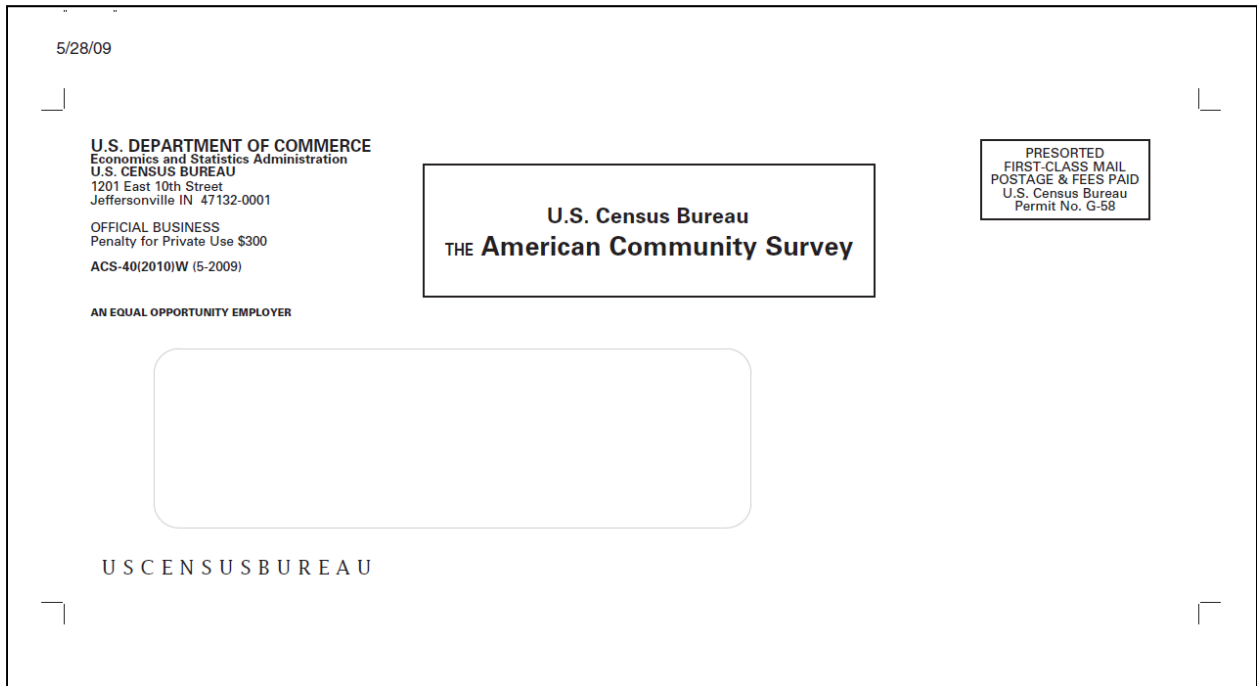 5/28/09
U.S. DEPARTMENT OF COMMERCE
Economics and Statistics Administration
U.S. CENSUS BUREAU
1201 East 10th Street
Jeffersonville IN 47132-0001
OFFICIAL BUSINESS
Penalty for Private Use $300
ACS-40(2010)W (5-2009)
AN EQUAL OPPORTUNITY EMPLOYER
U.S. Census Bureau
THE American Community Survey
PRESORTED
FIRST-CLASS MAIL
POSTAGE & FEES PAID
U.S. Census Bureau
Permit No. G-58
USCENSUSBUREAU